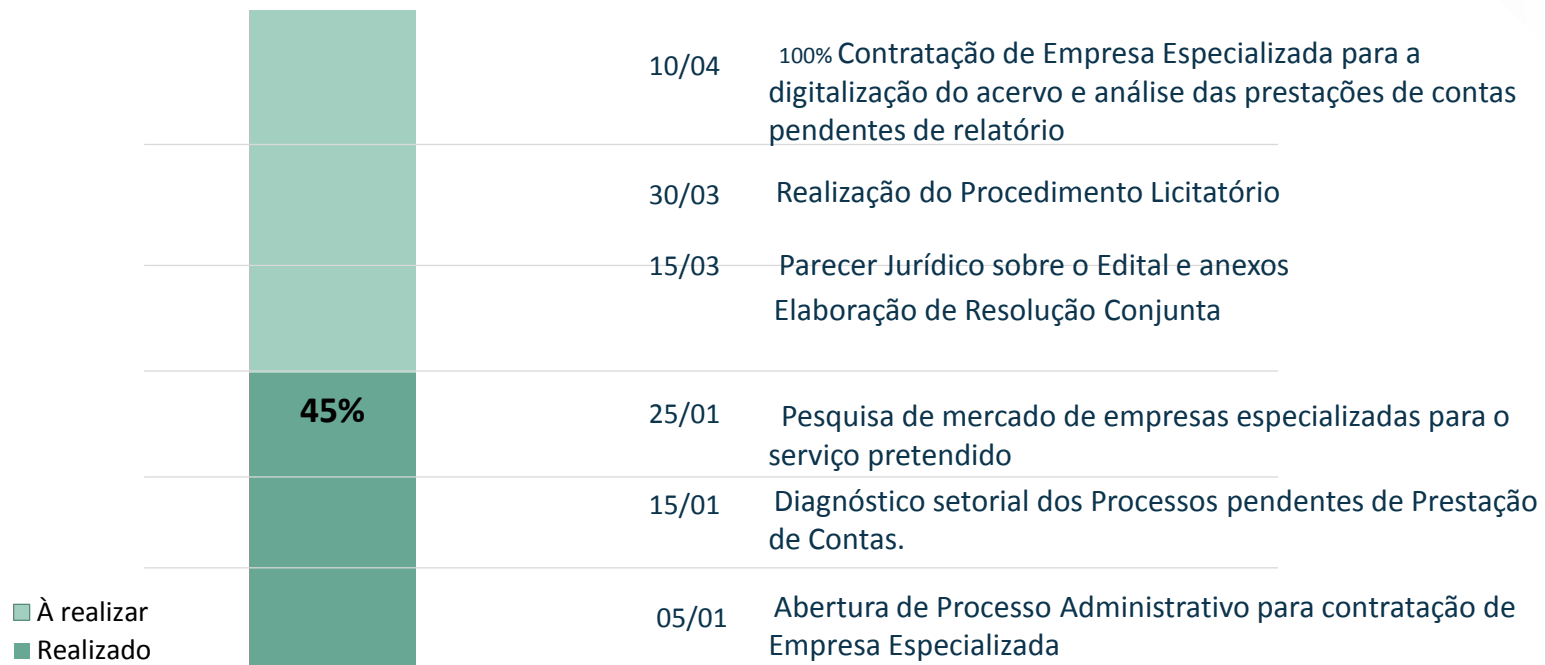 10/04
100% Contratação de Empresa Especializada para a
digitalização do acervo e análise das prestações de contas
pendentes de relatório
30/03
Realização do Procedimento Licitatório
15/03
Parecer Jurídico sobre o Edital e anexos
Elaboração de Resolução Conjunta
45%
25/01
Pesquisa de mercado de empresas especializadas para o
serviço pretendido
15/01
Diagnóstico setorial dos Processos pendentes de Prestação
de Contas.
05/01
Abertura de Processo Administrativo para contratação de
Empresa Especializada
À realizar
Realizado